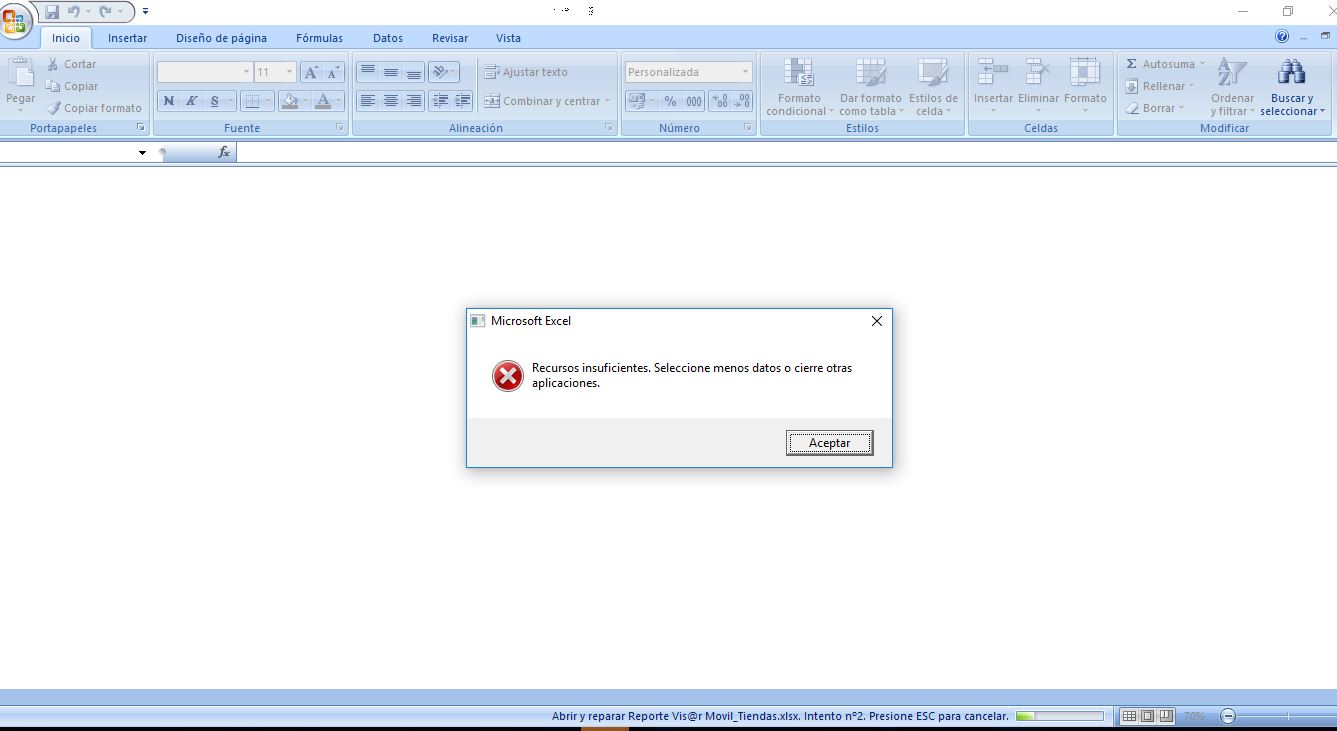 Inicio Insertar Diseño de página Fórmulas Datos Revisar Vista
Pegar
Cortar
Copiar
Copiar formato
Portapapeles
11
A A
N K S A
Fuente
Ajustar texto
Combinar y centrar
Alineación
Personalizada
% 000
Número
Formato
condicional
Dar formato
como tabla
Estilos de
celda
Estilos
Insertar Eliminar Formato
Celdas
Σ Autosuma
Rellenar
Borrar
Ordenar
y filtrar
Buscar y
seleccionar
Modificar
fx
Microsoft Excel
Recursos insuficientes. Seleccione menos datos o cierre otras
aplicaciones.
Aceptar
Abrir y reparar Reporte Vis@r Movil_Tiendas.xlsx. Intento nº2. Presione ESC para cancelar.
70%